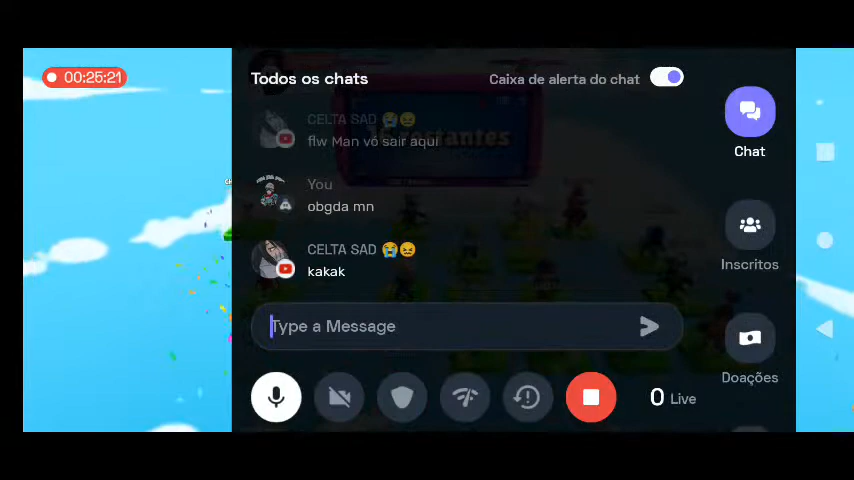 00:25:21
Todos os chats
Caixa de alerta do chat
CELTA SAD 😭😖
flw Man vó sair aqui
restantes
Chat
You
obgda mn
CELTA SAD 😭😖
kakak
Inscritos
Type a Message
Doações
0 Live